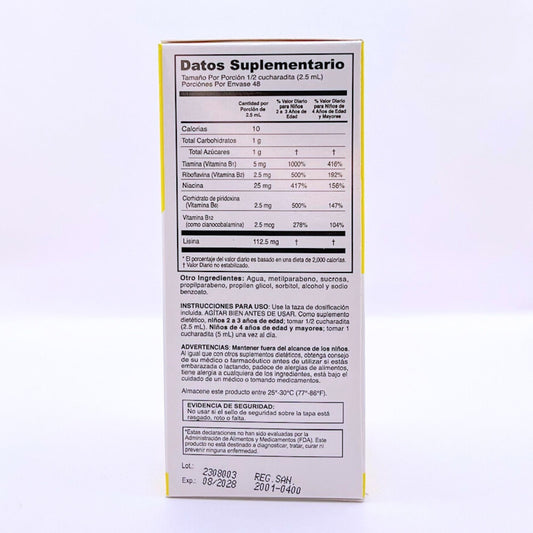 Datos Suplementario
Tamaño Por Porción 1/2 cucharadita (2.5 mL)
Porciónes Por Envase 48
Cantidad por Porción de 2.5 mL % Valor Diario para Niños 2 a 3 Años de Edad % Valor Diario para Niños de 4 Años de Edad y Mayores
Calorías 10
Total Carbohidratos 1 g
Total Azúcares 1 g † †
Tiamina (Vitamina B1) 5 mg 1000% 416%
Riboflavina (Vitamina B2) 2.5 mg 500% 192%
Niacina 25 mg 417% 156%
Clorhidrato de piridoxina
(Vitamina B6) 2.5 mg 500% 147%
Vitamina B12
(como cianocobalamina) 2.5 mcg 278% 104%
Lisina 112.5 mg † †
* El porcentaje del valor diario es basado en una dieta de 2,000 calorías.
† Valor Diario no establizado.
Otro Ingredientes: Agua, metilparabeno, sucrosa,
propilparabeno, propilen glicol, sorbitol, alcohol y sodio
benzoato.
INSTRUCCIONES PARA USO: Use la taza de dosificación
incluida. AGÍTAR BIEN ANTES DE USAR. Como suplemento
dietético, niños 2 a 3 años de edad; tomar 1/2 cucharadita
(2.5 mL). Niños de 4 años de edad y mayores; tomar 1
cucharadita (5 mL) una vez al día.
ADVERTENCIAS: Mantener fuera del alcance de los niños.
Al igual que con otros suplementos dietéticos, obtenga consejo
de su médico o farmacéutico antes de utilizar si estás
embarazada o lactando, padece de alergias de alimentos,
tiene alergia a cualquiera de los ingredientes, está bajo el
cuidado de un médico o tomando medicamentos.
Almacene este producto entre 25°-30°C (77°-86°F).
EVIDENCIA DE SEGURIDAD:
No usar si el sello de seguridad sobre la tapa está
rasgado, roto o falta.
*Estas declaraciones no han sido evaluadas por la
Administración de Alimentos y Medicamentos (FDA). Este
producto no está destinado a diagnosticar, tratar, curar ni
prevenir ninguna enfermedad.
Lot.: 2308003 REG.SAN
Exp.: 08/2028 2001-0400